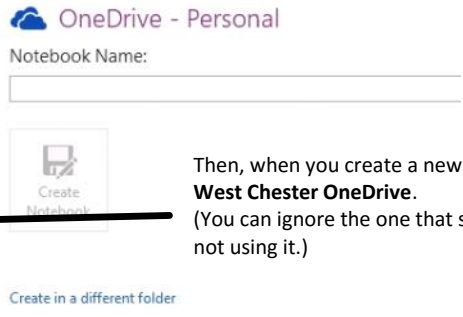 OneDrive - Personal
Notebook Name:
Create
Notebook
Then, when you create a new
West Chester OneDrive.
(You can ignore the one that s
not using it.)
Create in a different folder